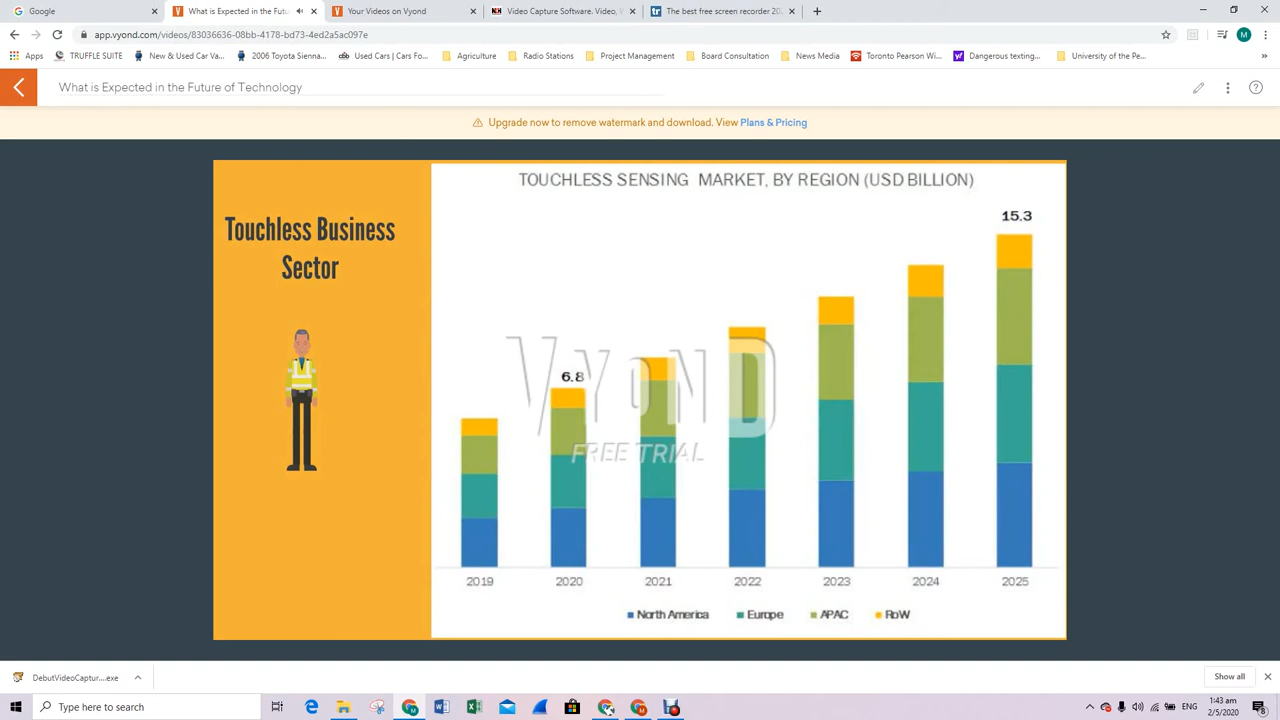 Google
What is Expected in the Futu
Your Videos on Vyond
Video Capture Software. Video, W
The best free screen recorder 20
app.vyond.com/videos/83036636-08bb-4178-bd73-4ed2a5ac097e
M
Apps
TRUFFLE SUITE
New & Used Car Va...
2006 Toyota Sienna...
Used Cars | Cars Fo...
Agriculture
Radio Stations
Project Management
Board Consultation
News Media
Toronto Pearson Wi...
Dangerous texting...
University of the Pe...
What is Expected in the Future of Technology
Upgrade now to remove watermark and download. View Plans & Pricing
TOUCHLESS SENSING MARKET, BY REGION (USD BILLION)
Touchless Business
Sector
15.3
6.8
VYOND
FREE TRIAL
2019 2020 2021 2022 2023 2024 2025
North America Europe APAC RoW
DebutVideoCaptur....exe
Show all
Type here to search
ENG
1:43 pm
2/5/2020